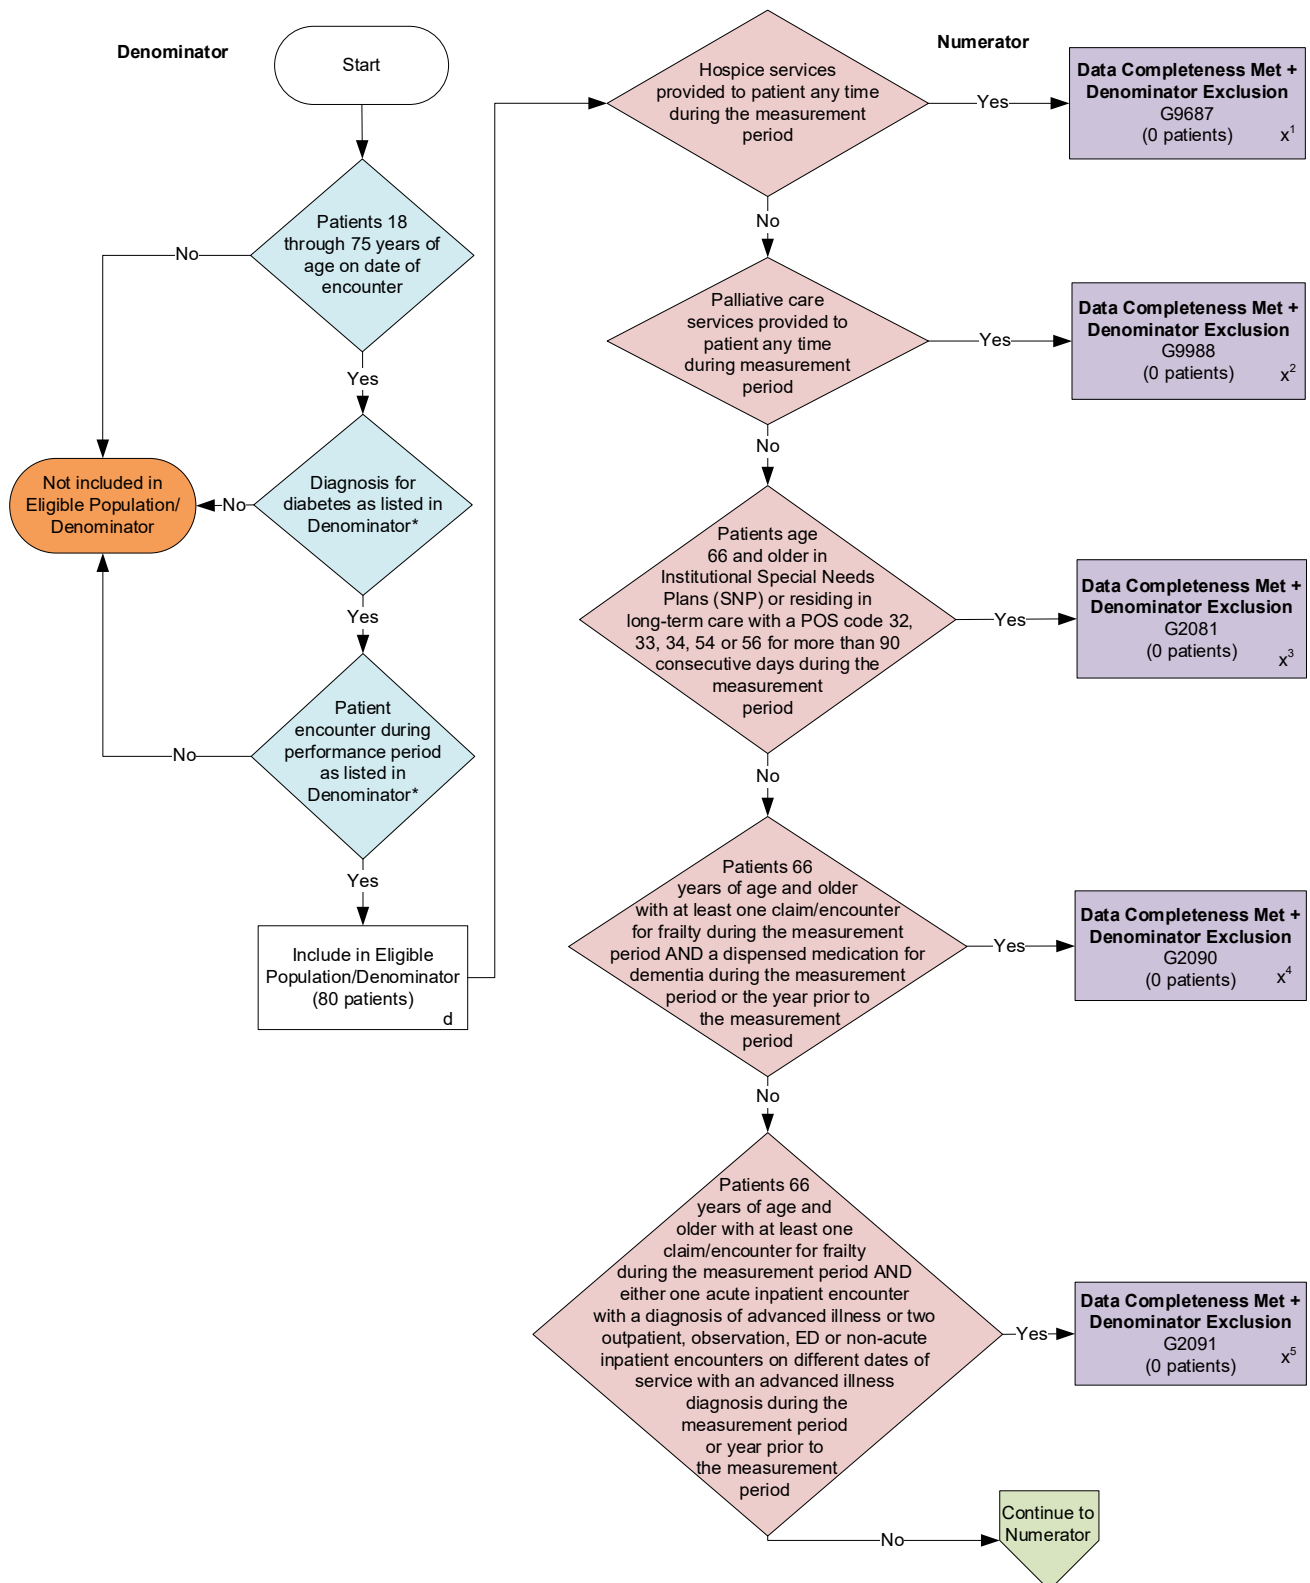 Denominator
Start
Patients 18
through 75 years of
age on date of
encounter
No
Yes
Diagnosis for
diabetes as listed in
Denominator*
No
Not included in
Eligible Population/
Denominator
Yes
Patient
encounter during
performance period
as listed in
Denominator*
No
Yes
Include in Eligible
Population/Denominator
(80 patients)
d
Numerator
Hospice services
provided to patient any time
during the measurement
period
Yes
Data Completeness Met +
Denominator Exclusion
G9687
(0 patients)
x¹
No
Palliative care
services provided to
patient any time
during measurement
period
Yes
Data Completeness Met +
Denominator Exclusion
G9988
(0 patients)
x²
No
Patients age
66 and older in
Institutional Special Needs
Plans (SNP) or residing in
long-term care with a POS code 32,
33, 34, 54 or 56 for more than 90
consecutive days during the
measurement
period
Yes
Data Completeness Met +
Denominator Exclusion
G2081
(0 patients)
x³
No
Patients 66
years of age and older
with at least one claim/encounter
for frailty during the measurement
period AND a dispensed medication for
dementia during the measurement
period or the year prior to
the measurement
period
Yes
Data Completeness Met +
Denominator Exclusion
G2090
(0 patients)
x⁴
No
Patients 66
years of age and
older with at least one
claim/encounter for frailty
during the measurement period AND
either one acute inpatient encounter
with a diagnosis of advanced illness or two
outpatient, observation, ED or non-acute
inpatient encounters on different dates of
service with an advanced illness
diagnosis during the
measurement period
or year prior to
the measurement
period
Yes
Data Completeness Met +
Denominator Exclusion
G2091
(0 patients)
x⁵
No
Continue to
Numerator